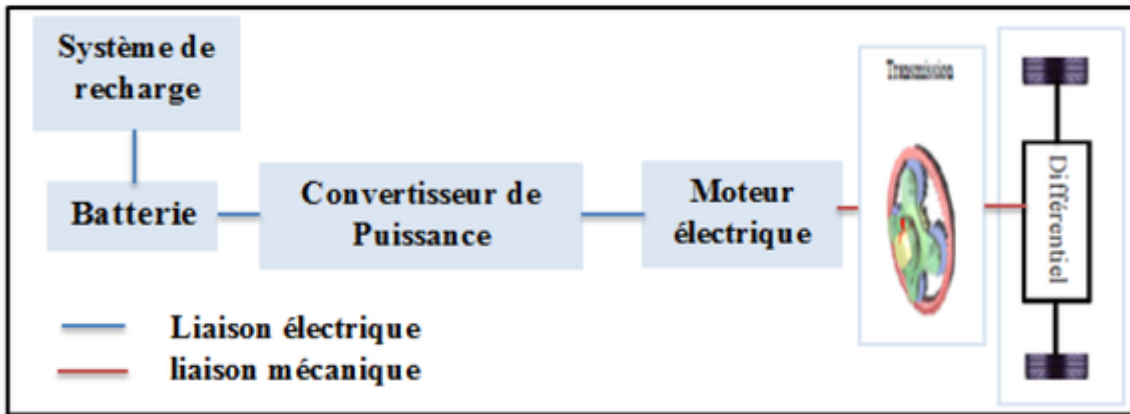 Système de
recharge
Batterie
Convertisseur de
Puissance
Moteur
électrique
Transmission
Différentiel
Liaison électrique
liaison mécanique